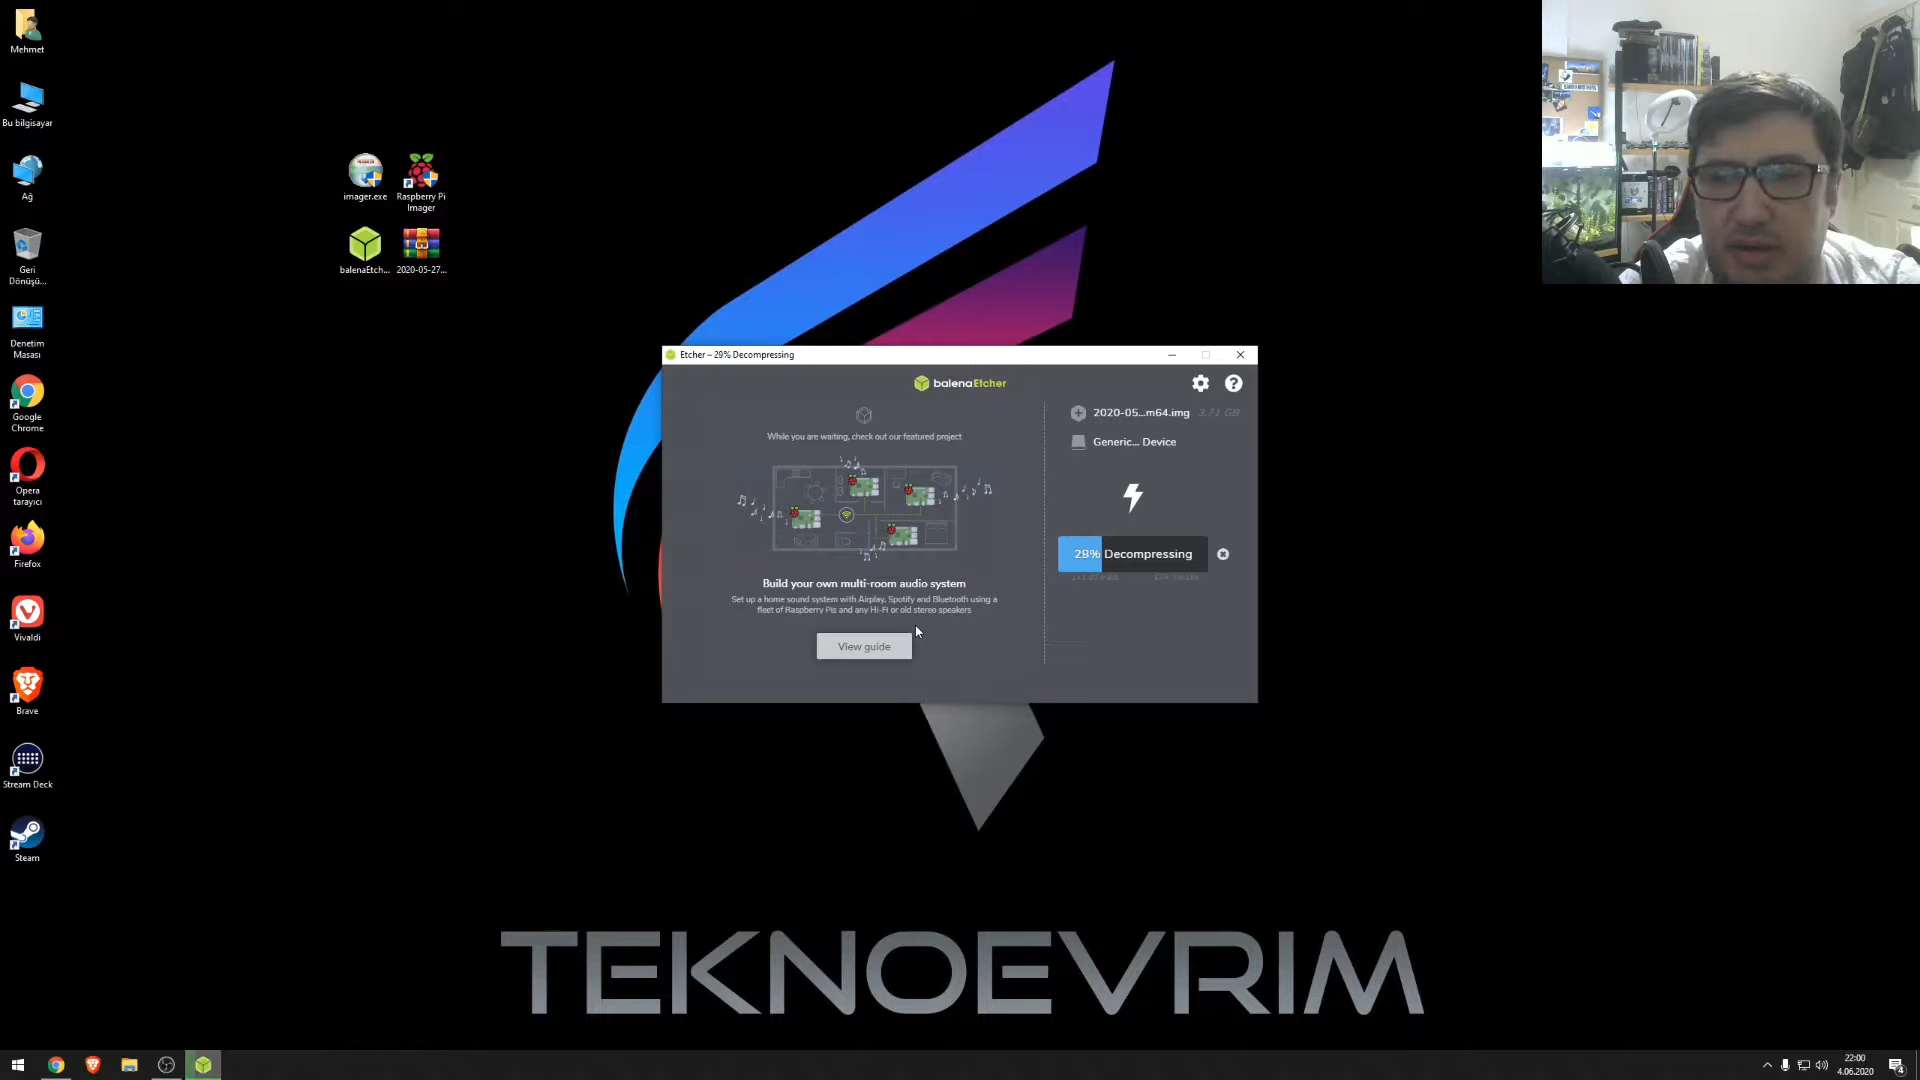 Mehmet
Bu bilgisayar
Ağ
Geri
Dönüşü...
Denetim
Masası
Google
Chrome
Opera
tarayıcı
Firefox
Vivaldi
Brave
Stream Deck
Steam
imager.exe
Raspberry Pi
Imager
balenaEtch...
2020-05-27...
Etcher – 29% Decompressing
balenaEtcher
While you are waiting, check out our featured project
Build your own multi-room audio system
Set up a home sound system with Airplay, Spotify and Bluetooth using a
fleet of Raspberry Pis and any Hi-Fi or old stereo speakers
View guide
2020-05...m64.img 3.71 GB
Generic... Device
29% Decompressing
TEKNOEVRIM
22:00
4.06.2020